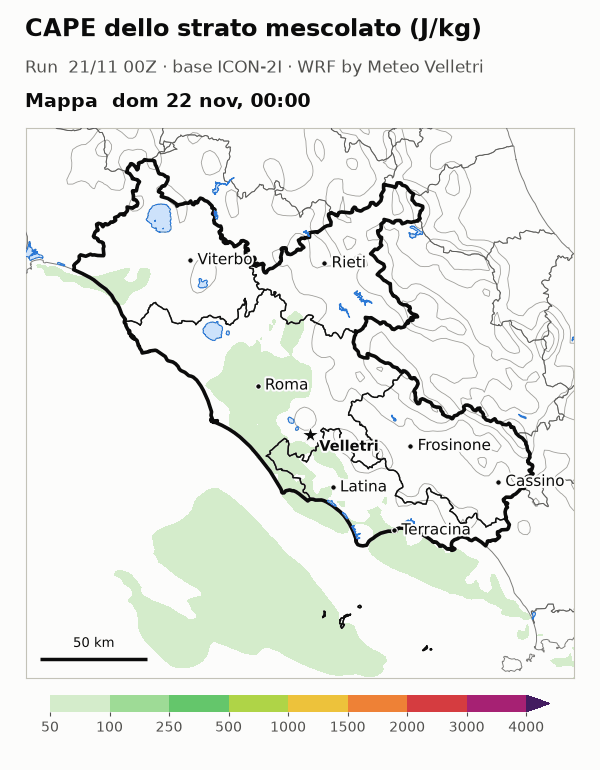 CAPE dello strato mescolato (J/kg)
Run  21/11 00Z · base ICON-2I · WRF by Meteo Velletri
Mappa  dom 22 nov, 00:00
Viterbo
Rieti
Roma
Velletri
Frosinone
Cassino
Latina
Terracina
50 km
50 100 250 500 1000 1500 2000 3000 4000